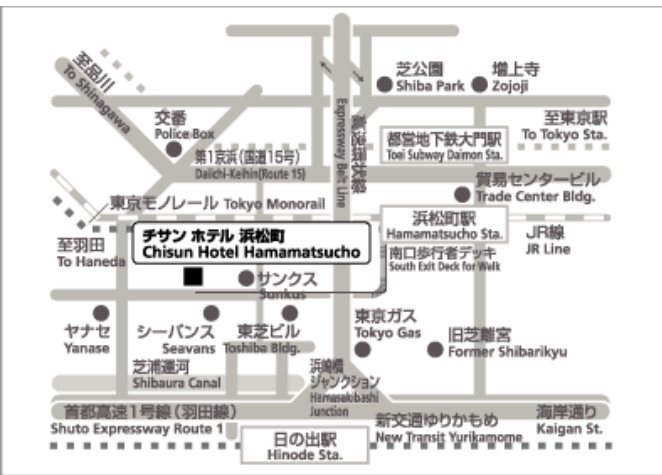 至品川
To Shinagawa
交番
Police Box
芝公園
Shiba Park
増上寺
Zojoji
至東京駅
To Tokyo Sta.
高速環状線
Expressway Belt Line
都営地下鉄大門駅
Toei Subway Daimon Sta.
第1京浜(国道15号)
Daiichi-Keihin(Route 15)
貿易センタービル
Trade Center Bldg.
東京モノレール Tokyo Monorail
浜松町駅
Hamamatsucho Sta.
JR線
JR Line
至羽田
To Haneda
チサン ホテル 浜松町
Chisun Hotel Hamamatsucho
南口歩行者デッキ
South Exit Deck for Walk
サンクス
Sunkus
ヤナセ
Yanase
シーバンス
Seavans
東芝ビル
Toshiba Bldg.
東京ガス
Tokyo Gas
旧芝離宮
Former Shibarikyu
芝浦運河
Shibaura Canal
浜崎橋
ジャンクション
Hamasakibashi
Junction
首都高速1号線(羽田線)
Shuto Expressway Route 1
日の出駅
Hinode Sta.
新交通ゆりかもめ
New Transit Yurikamome
海岸通り
Kaigan St.